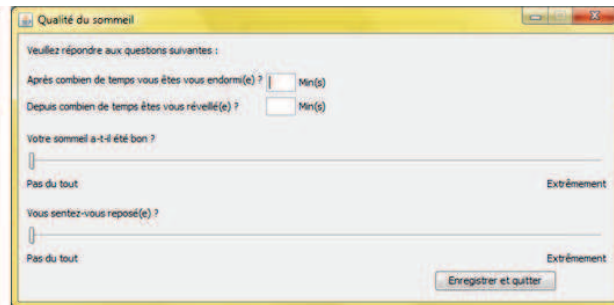 Qualité du sommeil
Veuillez répondre aux questions suivantes :
Après combien de temps vous êtes vous endormi(e) ? Min(s)
Depuis combien de temps êtes vous réveillé(e) ? Min(s)
Votre sommeil a-t-il été bon ?
Pas du tout Extrêmement
Vous sentez-vous reposé(e) ?
Pas du tout Extrêmement
Enregistrer et quitter